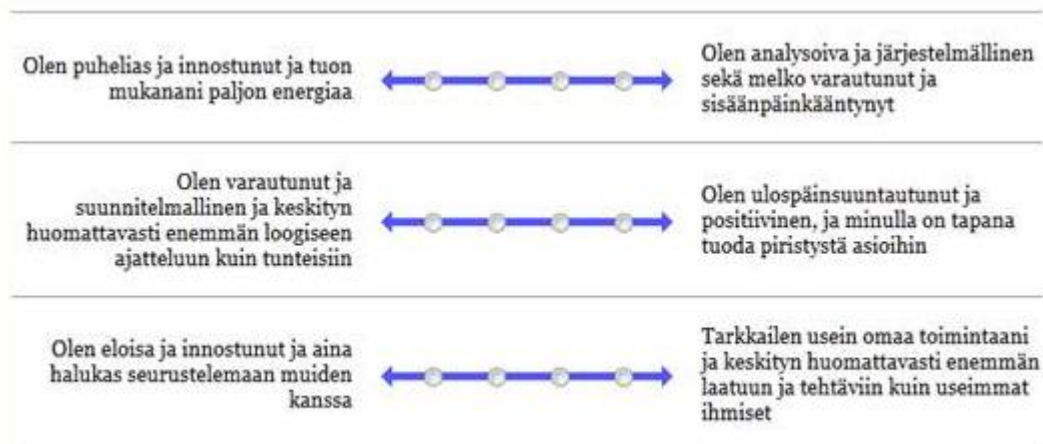 Olen puhelias ja innostunut ja tuon
mukanani paljon energiaa
Olen analysoiva ja järjestelmällinen
sekä melko varautunut ja
sisäänpäinkääntynyt
Olen varautunut ja
suunnitelmallinen ja keskityn
huomattavasti enemmän loogiseen
ajatteluun kuin tunteisiin
Olen ulospäinsuuntautunut ja
positiivinen, ja minulla on tapana
tuoda piristystä asioihin
Olen eloisa ja innostunut ja aina
halukas seurustelemaan muiden
kanssa
Tarkkailen usein omaa toimintaani
ja keskityn huomattavasti enemmän
laatuun ja tehtäviin kuin useimmat
ihmiset